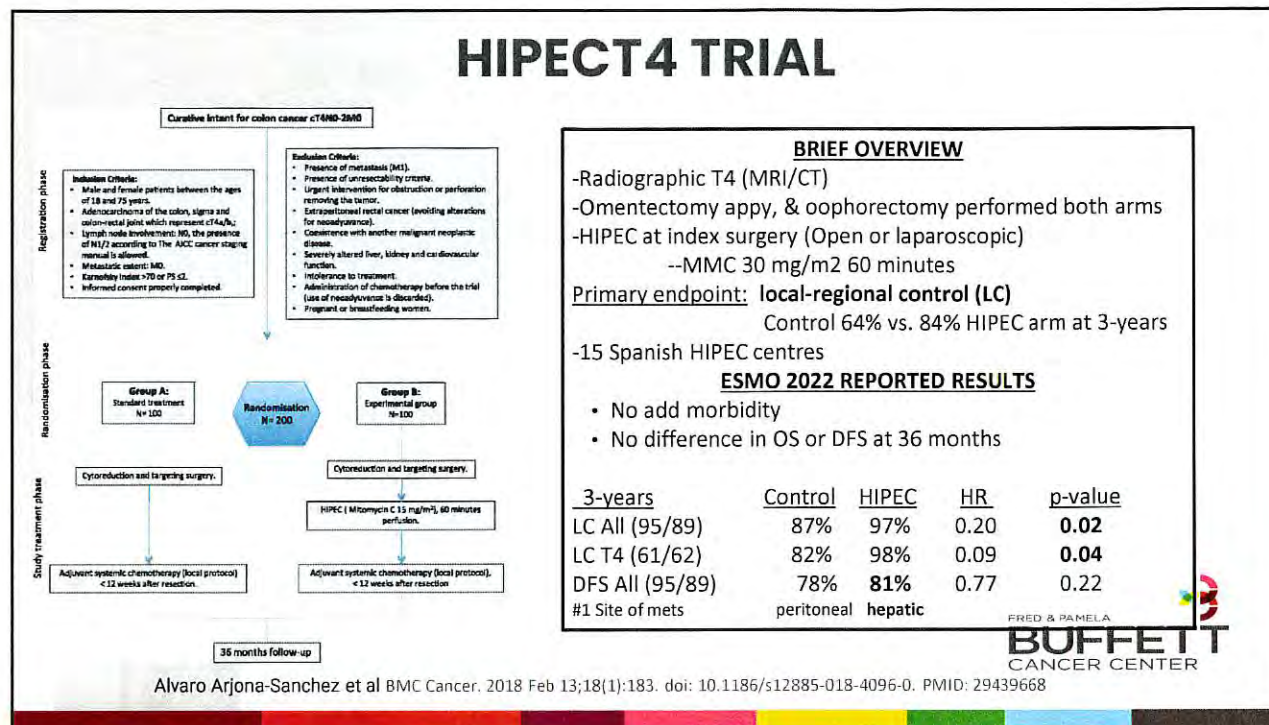 HIPECT4 TRIAL
Curative intent for colon cancer cT4N0-2M0
Registration phase
Inclusion Criteria:
• Male and female patients between the ages
of 18 and 75 years.
• Adenocarcinoma of the colon, sigma and
colon-rectal joint which represent cT4a/b.;
• Lymph node involvement: N0, the presence
of N1/2 according to The AJCC cancer staging
manual is allowed.
• Metastatic extent: M0.
• Karnofsky index >70 or PS ≤2.
• Informed consent properly completed.
Exclusion Criteria:
• Presence of metastasis (M1).
• Presence of unresectability criteria.
• Urgent intervention for obstruction or perforation
removing the tumor.
• Extraperitoneal rectal cancer (avoiding alterations
for neoadyuvance).
• Coexistence with another malignant neoplastic
disease.
• Severely altered liver, kidney and cardiovascular
function.
• Intolerance to treatment.
• Administration of chemotherapy before the trial
(use of neoadyuvance is discarded).
• Pregnant or breastfeeding women.
Randomisation phase
Group A:
Standard treatment
N= 100
Randomisation
N= 200
Group B:
Experimental group
N=100
Study treatment phase
Cytoreduction and targeting surgery.
Cytoreduction and targeting surgery.
HIPEC ( Mitomycin C 15 mg/m²), 60 minutes
perfusion.
Adjuvant systemic chemotherapy (local protocol)
< 12 weeks after resection.
Adjuvant systemic chemotherapy (local protocol),
< 12 weeks after resection
36 months follow-up
BRIEF OVERVIEW
-Radiographic T4 (MRI/CT)
-Omentectomy appy, & oophorectomy performed both arms
-HIPEC at index surgery (Open or laparoscopic)
--MMC 30 mg/m2 60 minutes
Primary endpoint: local-regional control (LC)
Control 64% vs. 84% HIPEC arm at 3-years
-15 Spanish HIPEC centres
ESMO 2022 REPORTED RESULTS
• No add morbidity
• No difference in OS or DFS at 36 months
3-years Control HIPEC HR p-value
LC All (95/89) 87% 97% 0.20 0.02
LC T4 (61/62) 82% 98% 0.09 0.04
DFS All (95/89) 78% 81% 0.77 0.22
#1 Site of mets peritoneal hepatic
FRED & PAMELA
BUFFETT
CANCER CENTER
Alvaro Arjona-Sanchez et al BMC Cancer. 2018 Feb 13;18(1):183. doi: 10.1186/s12885-018-4096-0. PMID: 29439668